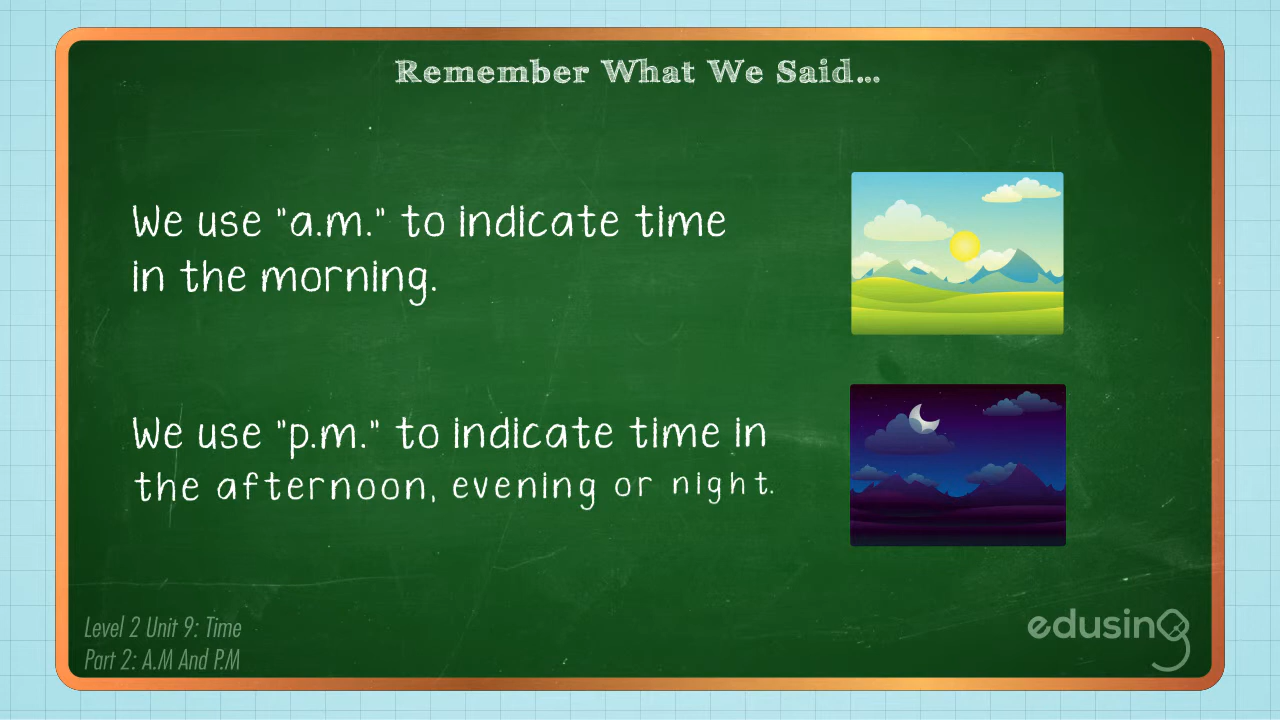 Remember What We Said...
We use "a.m." to indicate time
in the morning.
We use "p.m." to indicate time in
the afternoon, evening or night.
Level 2 Unit 9: Time
Part 2: A.M And P.M
edusing